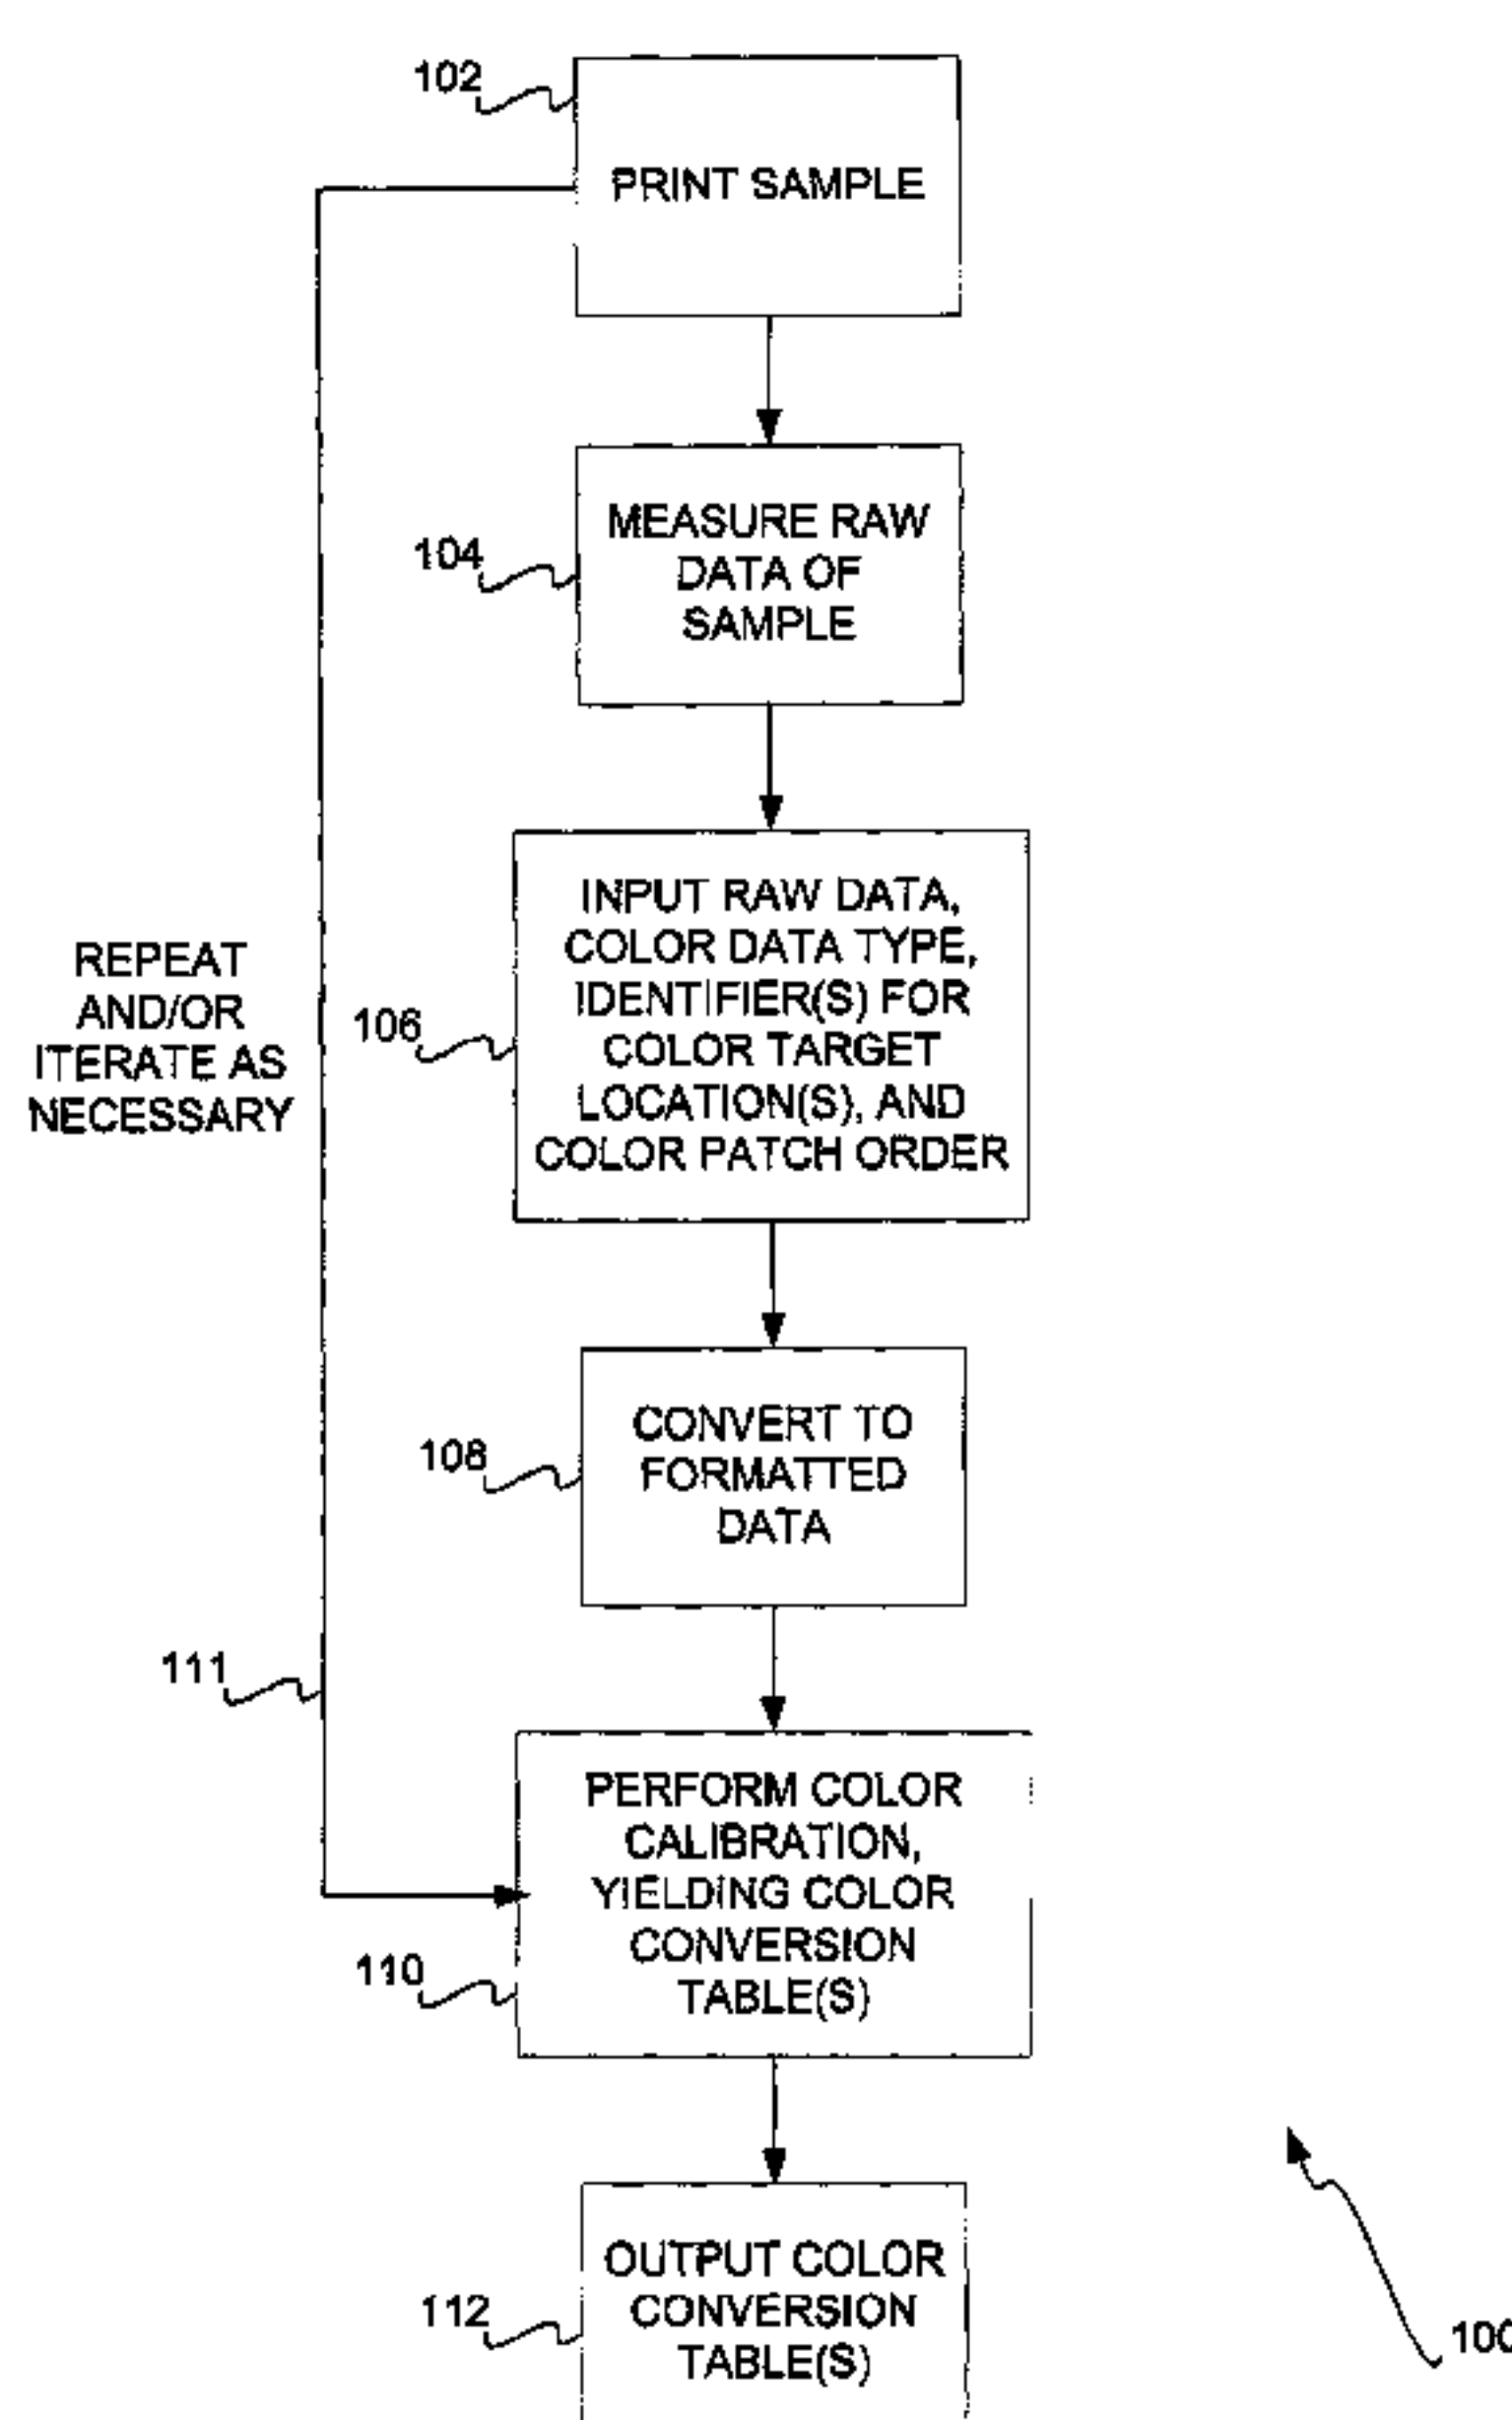 102
PRINT SAMPLE
104
MEASURE RAW
DATA OF
SAMPLE
REPEAT
AND/OR
ITERATE AS
NECESSARY
106
INPUT RAW DATA,
COLOR DATA TYPE,
IDENTIFIER(S) FOR
COLOR TARGET
LOCATION(S), AND
COLOR PATCH ORDER
108
CONVERT TO
FORMATTED
DATA
111
PERFORM COLOR
CALIBRATION,
YIELDING COLOR
CONVERSION
TABLE(S)
110
OUTPUT COLOR
CONVERSION
TABLE(S)
112
100